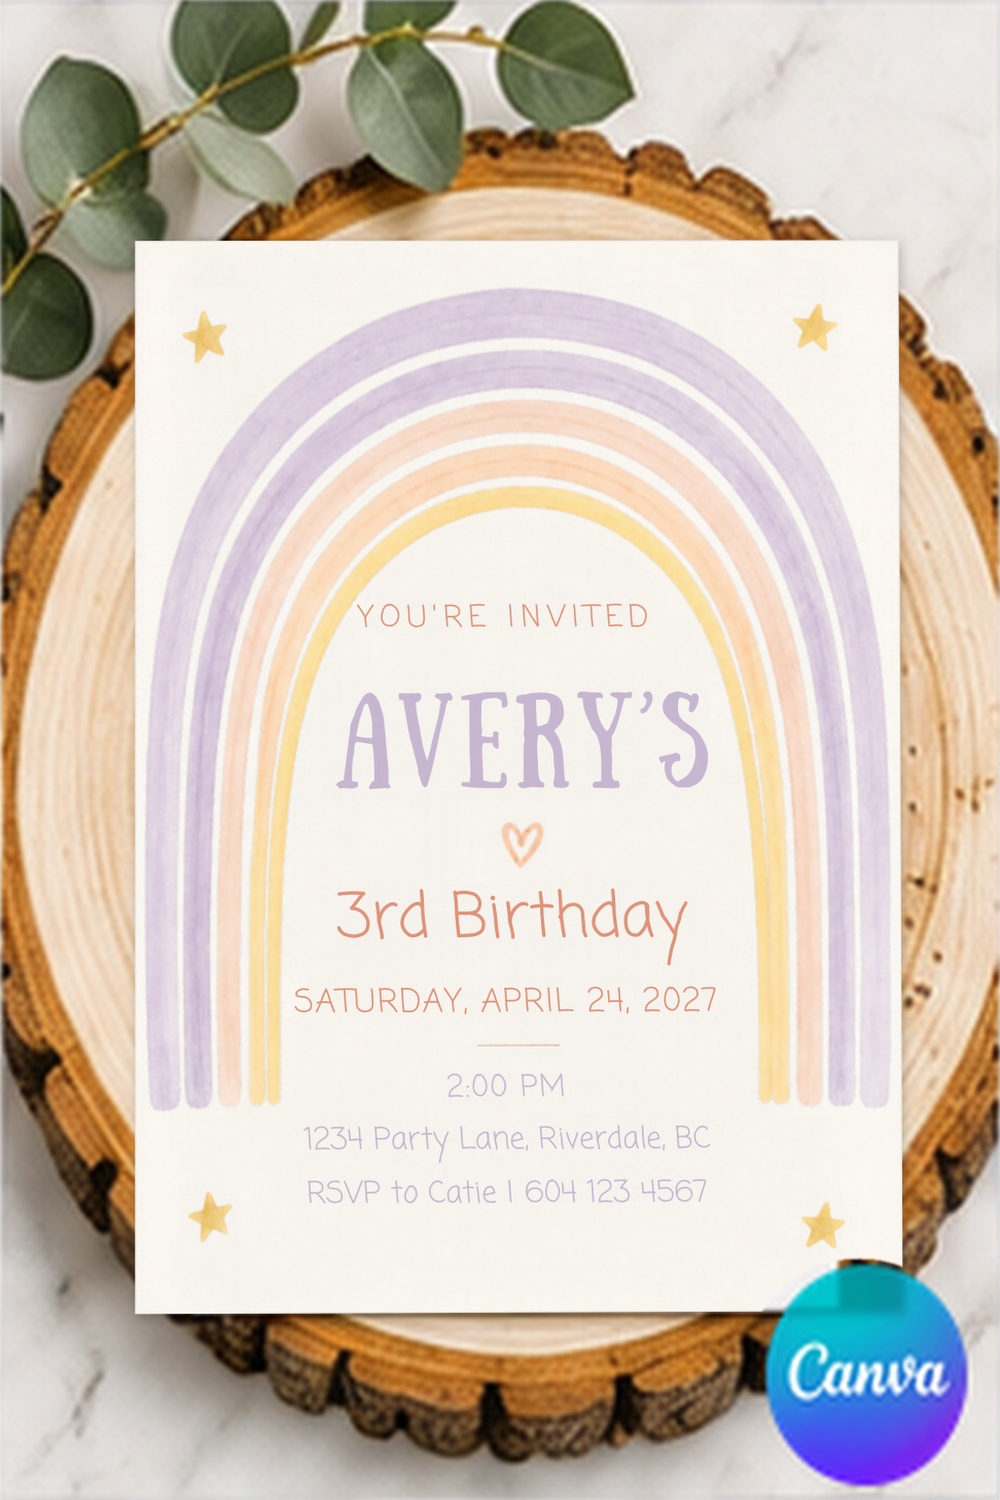 YOU'RE INVITED
AVERY'S
3rd Birthday
SATURDAY, APRIL 24, 2027
2:00 PM
1234 Party Lane, Riverdale, BC
RSVP to Catie | 604 123 4567
Canva